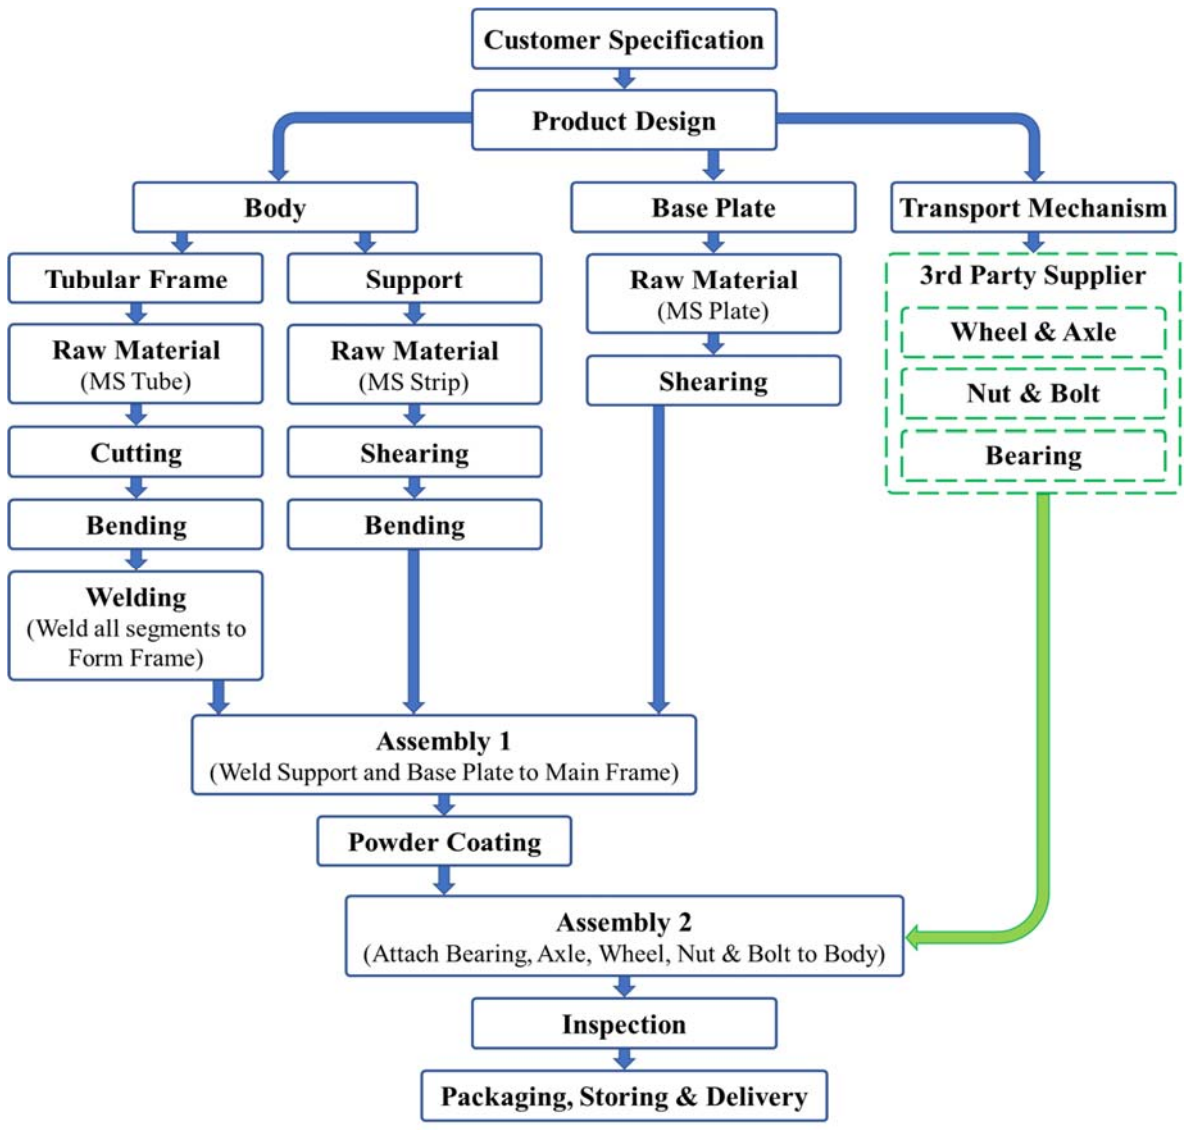 Customer Specification
Product Design
Body
Base Plate
Transport Mechanism
Tubular Frame
Support
Raw Material
(MS Plate)
3rd Party Supplier
Raw Material
(MS Tube)
Raw Material
(MS Strip)
Shearing
Wheel & Axle
Nut & Bolt
Bearing
Cutting
Shearing
Bending
Bending
Welding
(Weld all segments to
Form Frame)
Assembly 1
(Weld Support and Base Plate to Main Frame)
Powder Coating
Assembly 2
(Attach Bearing, Axle, Wheel, Nut & Bolt to Body)
Inspection
Packaging, Storing & Delivery